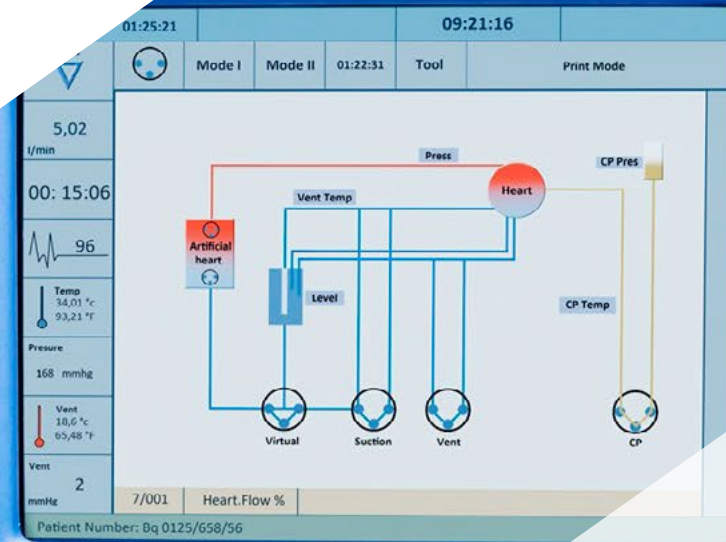 01:25:21
09:21:16
Mode I
Mode II
01:22:31
Tool
Print Mode
5,02
l/min
00: 15:06
96
Temp
34,01 °c
93,21 °F
Presure
168 mmhg
Vent
18,6 °c
65,48 °F
Vent
2
mmHg
Press
CP Pres
Heart
Vent Temp
Artificial
heart
Level
CP Temp
Virtual
Suction
Vent
CP
7/001
Heart.Flow %
Patient Number: Bq 0125/658/56